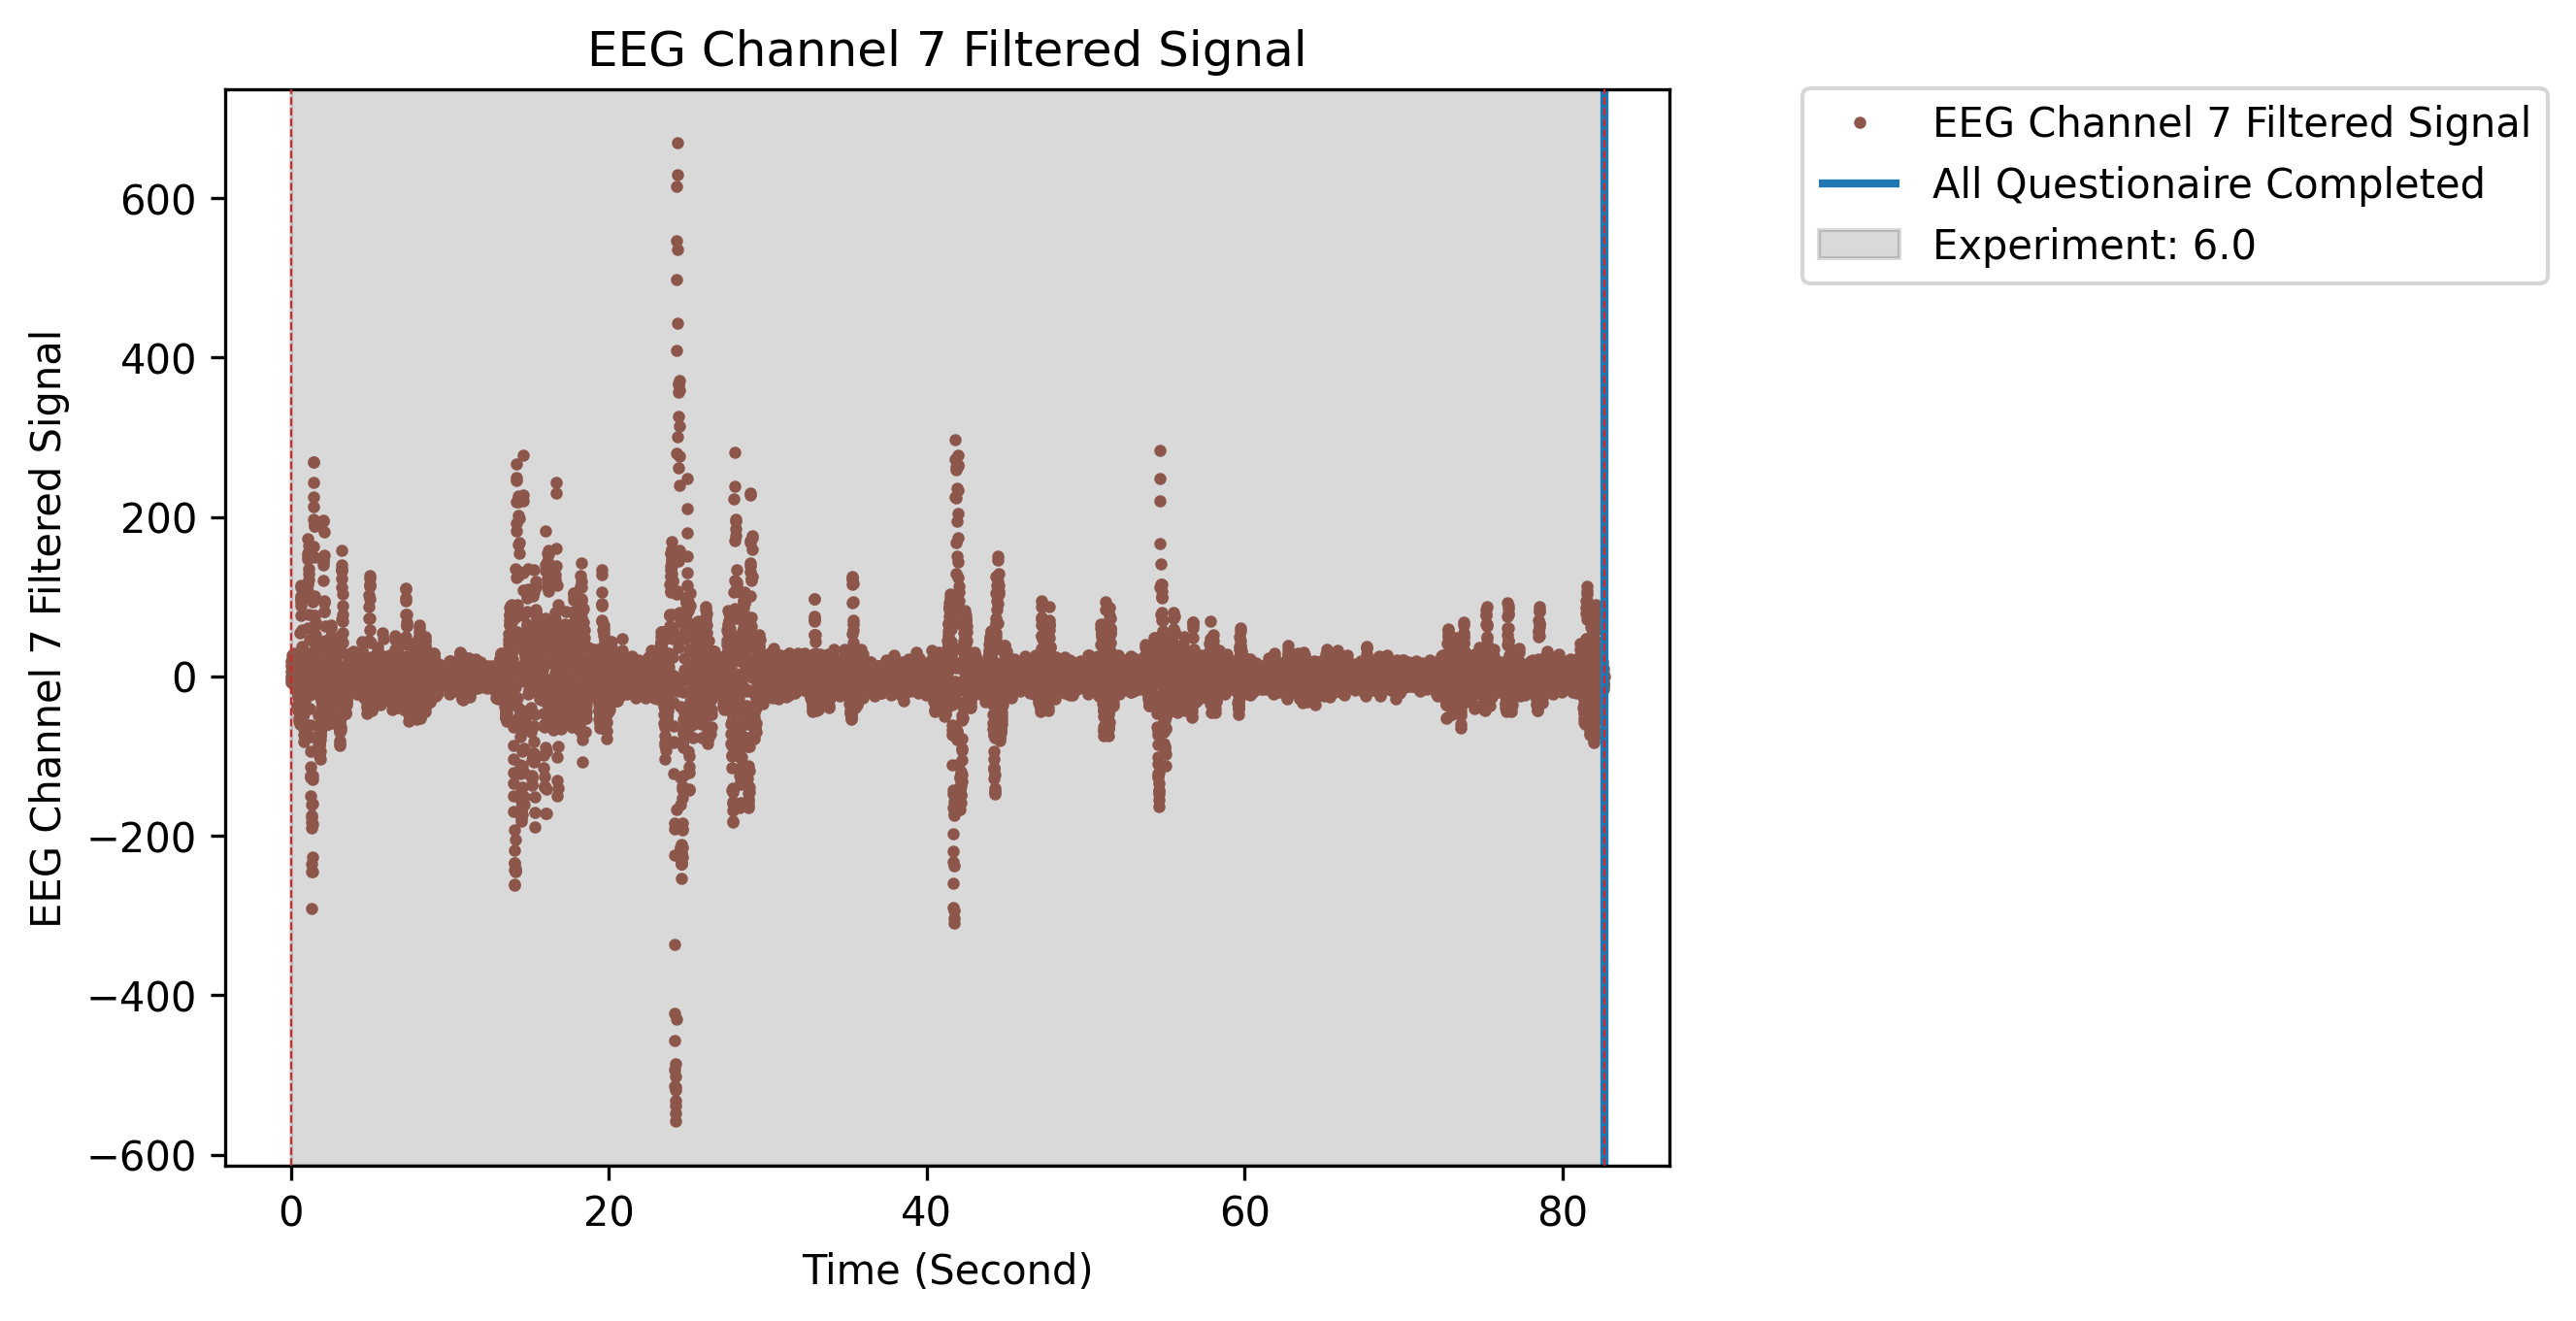 EEG Channel 7 Filtered Signal
EEG Channel 7 Filtered Signal
All Questionaire Completed
Experiment: 6.0
EEG Channel 7 Filtered Signal
600
400
200
0
−200
−400
−600
0 20 40 60 80
Time (Second)